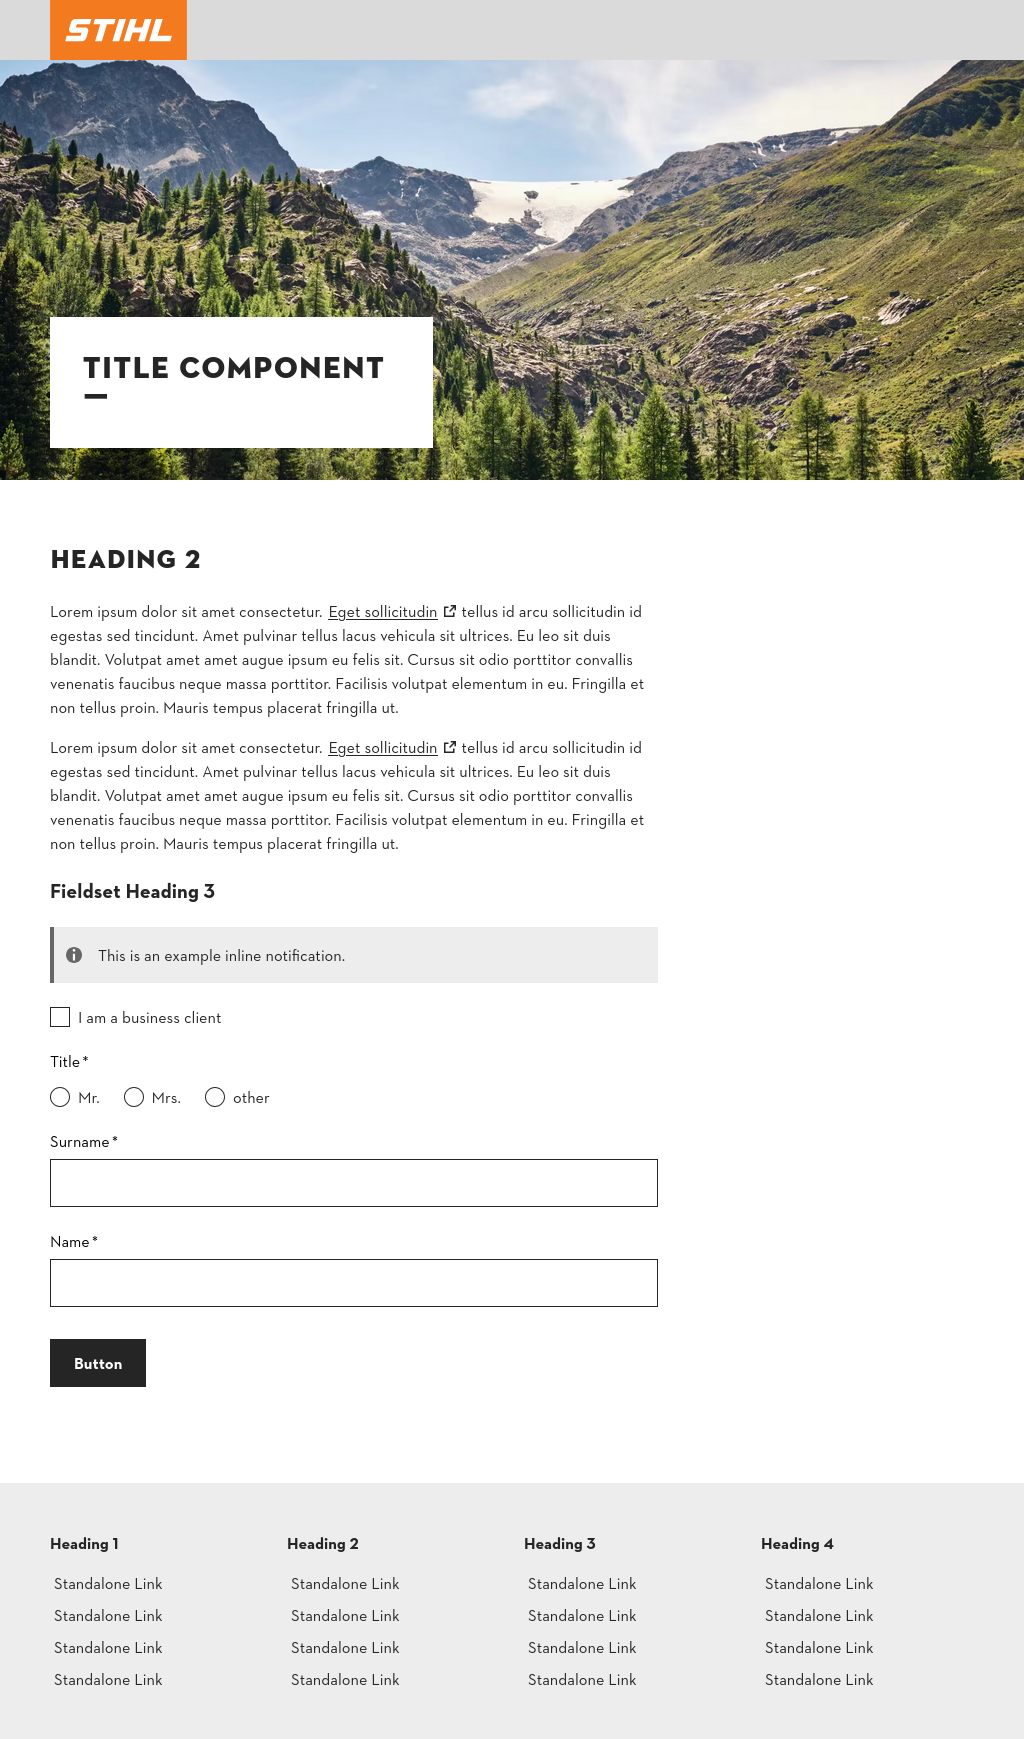 STIHL
TITLE COMPONENT
HEADING 2
Lorem ipsum dolor sit amet consectetur. Eget sollicitudin tellus id arcu sollicitudin id
egestas sed tincidunt. Amet pulvinar tellus lacus vehicula sit ultrices. Eu leo sit duis
blandit. Volutpat amet amet augue ipsum eu felis sit. Cursus sit odio porttitor convallis
venenatis faucibus neque massa porttitor. Facilisis volutpat elementum in eu. Fringilla et
non tellus proin. Mauris tempus placerat fringilla ut.
Lorem ipsum dolor sit amet consectetur. Eget sollicitudin tellus id arcu sollicitudin id
egestas sed tincidunt. Amet pulvinar tellus lacus vehicula sit ultrices. Eu leo sit duis
blandit. Volutpat amet amet augue ipsum eu felis sit. Cursus sit odio porttitor convallis
venenatis faucibus neque massa porttitor. Facilisis volutpat elementum in eu. Fringilla et
non tellus proin. Mauris tempus placerat fringilla ut.
Fieldset Heading 3
This is an example inline notification.
I am a business client
Title *
Mr. Mrs. other
Surname *
Name *
Button
Heading 1
Standalone Link
Standalone Link
Standalone Link
Standalone Link
Heading 2
Standalone Link
Standalone Link
Standalone Link
Standalone Link
Heading 3
Standalone Link
Standalone Link
Standalone Link
Standalone Link
Heading 4
Standalone Link
Standalone Link
Standalone Link
Standalone Link